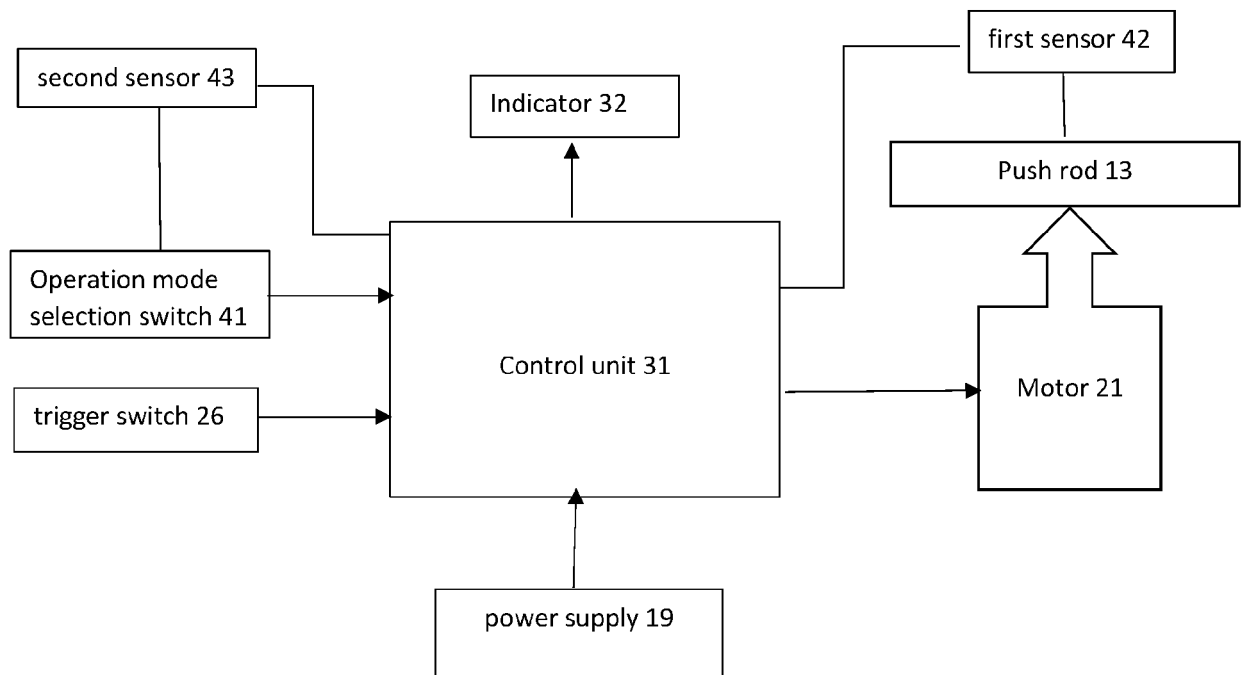 first sensor 42
second sensor 43
Indicator 32
Push rod 13
Operation mode
selection switch 41
Control unit 31
Motor 21
trigger switch 26
power supply 19